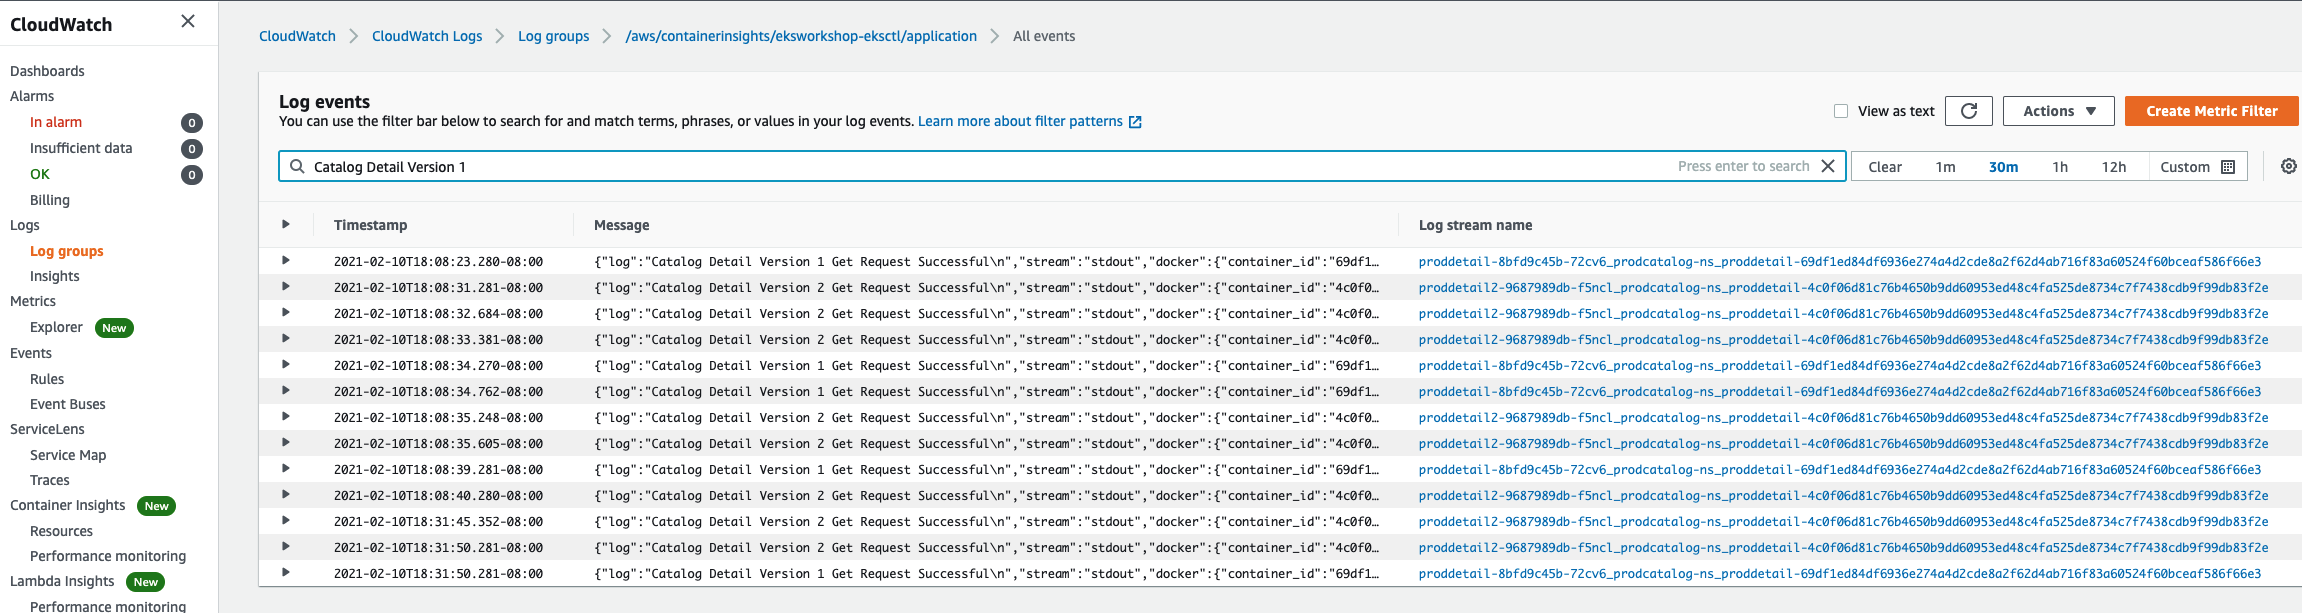 CloudWatch
Dashboards
Alarms
In alarm 0
Insufficient data 0
OK 0
Billing
Logs
Log groups
Insights
Metrics
Explorer New
Events
Rules
Event Buses
ServiceLens
Service Map
Traces
Container Insights New
Resources
Performance monitoring
Lambda Insights New
Performance monitoring
CloudWatch > CloudWatch Logs > Log groups > /aws/containerinsights/eksworkshop-eksctl/application > All events
Log events
You can use the filter bar below to search for and match terms, phrases, or values in your log events. Learn more about filter patterns
View as text Actions Create Metric Filter
Catalog Detail Version 1 Press enter to search Clear 1m 30m 1h 12h Custom
Timestamp Message Log stream name
2021-02-10T18:08:23.280-08:00 {"log":"Catalog Detail Version 1 Get Request Successful\n","stream":"stdout","docker":{"container_id":"69df1… proddetail-8bfd9c45b-72cv6_prodcatalog-ns_proddetail-69df1ed84df6936e274a4d2cde8a2f62d4ab716f83a60524f60bceaf586f66e3
2021-02-10T18:08:31.281-08:00 {"log":"Catalog Detail Version 2 Get Request Successful\n","stream":"stdout","docker":{"container_id":"4c0f0… proddetail2-9687989db-f5ncl_prodcatalog-ns_proddetail-4c0f06d81c76b4650b9dd60953ed48c4fa525de8734c7f7438cdb9f99db83f2e
2021-02-10T18:08:32.684-08:00 {"log":"Catalog Detail Version 2 Get Request Successful\n","stream":"stdout","docker":{"container_id":"4c0f0… proddetail2-9687989db-f5ncl_prodcatalog-ns_proddetail-4c0f06d81c76b4650b9dd60953ed48c4fa525de8734c7f7438cdb9f99db83f2e
2021-02-10T18:08:33.381-08:00 {"log":"Catalog Detail Version 2 Get Request Successful\n","stream":"stdout","docker":{"container_id":"4c0f0… proddetail2-9687989db-f5ncl_prodcatalog-ns_proddetail-4c0f06d81c76b4650b9dd60953ed48c4fa525de8734c7f7438cdb9f99db83f2e
2021-02-10T18:08:34.270-08:00 {"log":"Catalog Detail Version 1 Get Request Successful\n","stream":"stdout","docker":{"container_id":"69df1… proddetail-8bfd9c45b-72cv6_prodcatalog-ns_proddetail-69df1ed84df6936e274a4d2cde8a2f62d4ab716f83a60524f60bceaf586f66e3
2021-02-10T18:08:34.762-08:00 {"log":"Catalog Detail Version 1 Get Request Successful\n","stream":"stdout","docker":{"container_id":"69df1… proddetail-8bfd9c45b-72cv6_prodcatalog-ns_proddetail-69df1ed84df6936e274a4d2cde8a2f62d4ab716f83a60524f60bceaf586f66e3
2021-02-10T18:08:35.248-08:00 {"log":"Catalog Detail Version 2 Get Request Successful\n","stream":"stdout","docker":{"container_id":"4c0f0… proddetail2-9687989db-f5ncl_prodcatalog-ns_proddetail-4c0f06d81c76b4650b9dd60953ed48c4fa525de8734c7f7438cdb9f99db83f2e
2021-02-10T18:08:35.605-08:00 {"log":"Catalog Detail Version 2 Get Request Successful\n","stream":"stdout","docker":{"container_id":"4c0f0… proddetail2-9687989db-f5ncl_prodcatalog-ns_proddetail-4c0f06d81c76b4650b9dd60953ed48c4fa525de8734c7f7438cdb9f99db83f2e
2021-02-10T18:08:39.281-08:00 {"log":"Catalog Detail Version 1 Get Request Successful\n","stream":"stdout","docker":{"container_id":"69df1… proddetail-8bfd9c45b-72cv6_prodcatalog-ns_proddetail-69df1ed84df6936e274a4d2cde8a2f62d4ab716f83a60524f60bceaf586f66e3
2021-02-10T18:08:40.280-08:00 {"log":"Catalog Detail Version 2 Get Request Successful\n","stream":"stdout","docker":{"container_id":"4c0f0… proddetail2-9687989db-f5ncl_prodcatalog-ns_proddetail-4c0f06d81c76b4650b9dd60953ed48c4fa525de8734c7f7438cdb9f99db83f2e
2021-02-10T18:31:45.352-08:00 {"log":"Catalog Detail Version 2 Get Request Successful\n","stream":"stdout","docker":{"container_id":"4c0f0… proddetail2-9687989db-f5ncl_prodcatalog-ns_proddetail-4c0f06d81c76b4650b9dd60953ed48c4fa525de8734c7f7438cdb9f99db83f2e
2021-02-10T18:31:50.281-08:00 {"log":"Catalog Detail Version 2 Get Request Successful\n","stream":"stdout","docker":{"container_id":"4c0f0… proddetail2-9687989db-f5ncl_prodcatalog-ns_proddetail-4c0f06d81c76b4650b9dd60953ed48c4fa525de8734c7f7438cdb9f99db83f2e
2021-02-10T18:31:50.281-08:00 {"log":"Catalog Detail Version 1 Get Request Successful\n","stream":"stdout","docker":{"container_id":"69df1… proddetail-8bfd9c45b-72cv6_prodcatalog-ns_proddetail-69df1ed84df6936e274a4d2cde8a2f62d4ab716f83a60524f60bceaf586f66e3